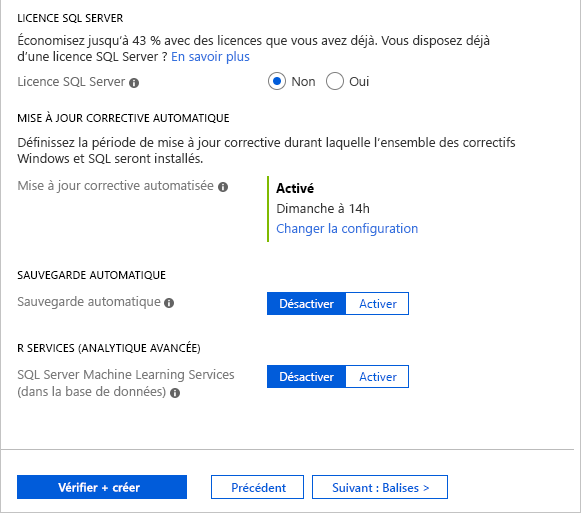 LICENCE SQL SERVER
Économisez jusqu'à 43 % avec des licences que vous avez déjà. Vous disposez déjà
d'une licence SQL Server ? En savoir plus
Licence SQL Server
Non
Oui
MISE À JOUR CORRECTIVE AUTOMATIQUE
Définissez la période de mise à jour corrective durant laquelle l'ensemble des correctifs
Windows et SQL seront installés.
Mise à jour corrective automatisée
Activé
Dimanche à 14h
Changer la configuration
SAUVEGARDE AUTOMATIQUE
Sauvegarde automatique
Désactiver
Activer
R SERVICES (ANALYTIQUE AVANCÉE)
SQL Server Machine Learning Services
(dans la base de données)
Désactiver
Activer
Vérifier + créer
Précédent
Suivant : Balises >